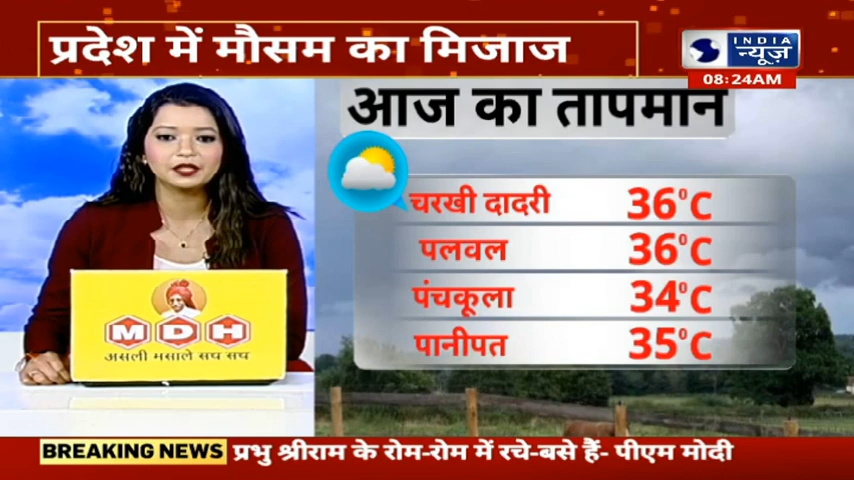 प्रदेश में मौसम का मिजाज
INDIA
न्यूज़
08:24AM
आज का तापमान
चरखी दादरी 36°C
पलवल 36°C
पंचकूला 34°C
पानीपत 35°C
MDH
असली मसाले सच सच
BREAKING NEWS प्रभु श्रीराम के रोम-रोम में रचे-बसे हैं- पीएम मोदी